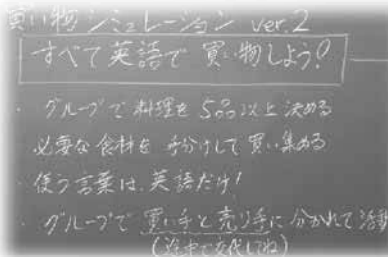 買い物シミュレーション ver.2
すべて英語で買い物しよう!
・グループで料理を5品以上決める
・必要な食料を手分けして買い集める
・使う言葉は、英語だけ!
・グループで買い手と売り手に分かれて活動
(途中で交代してね)